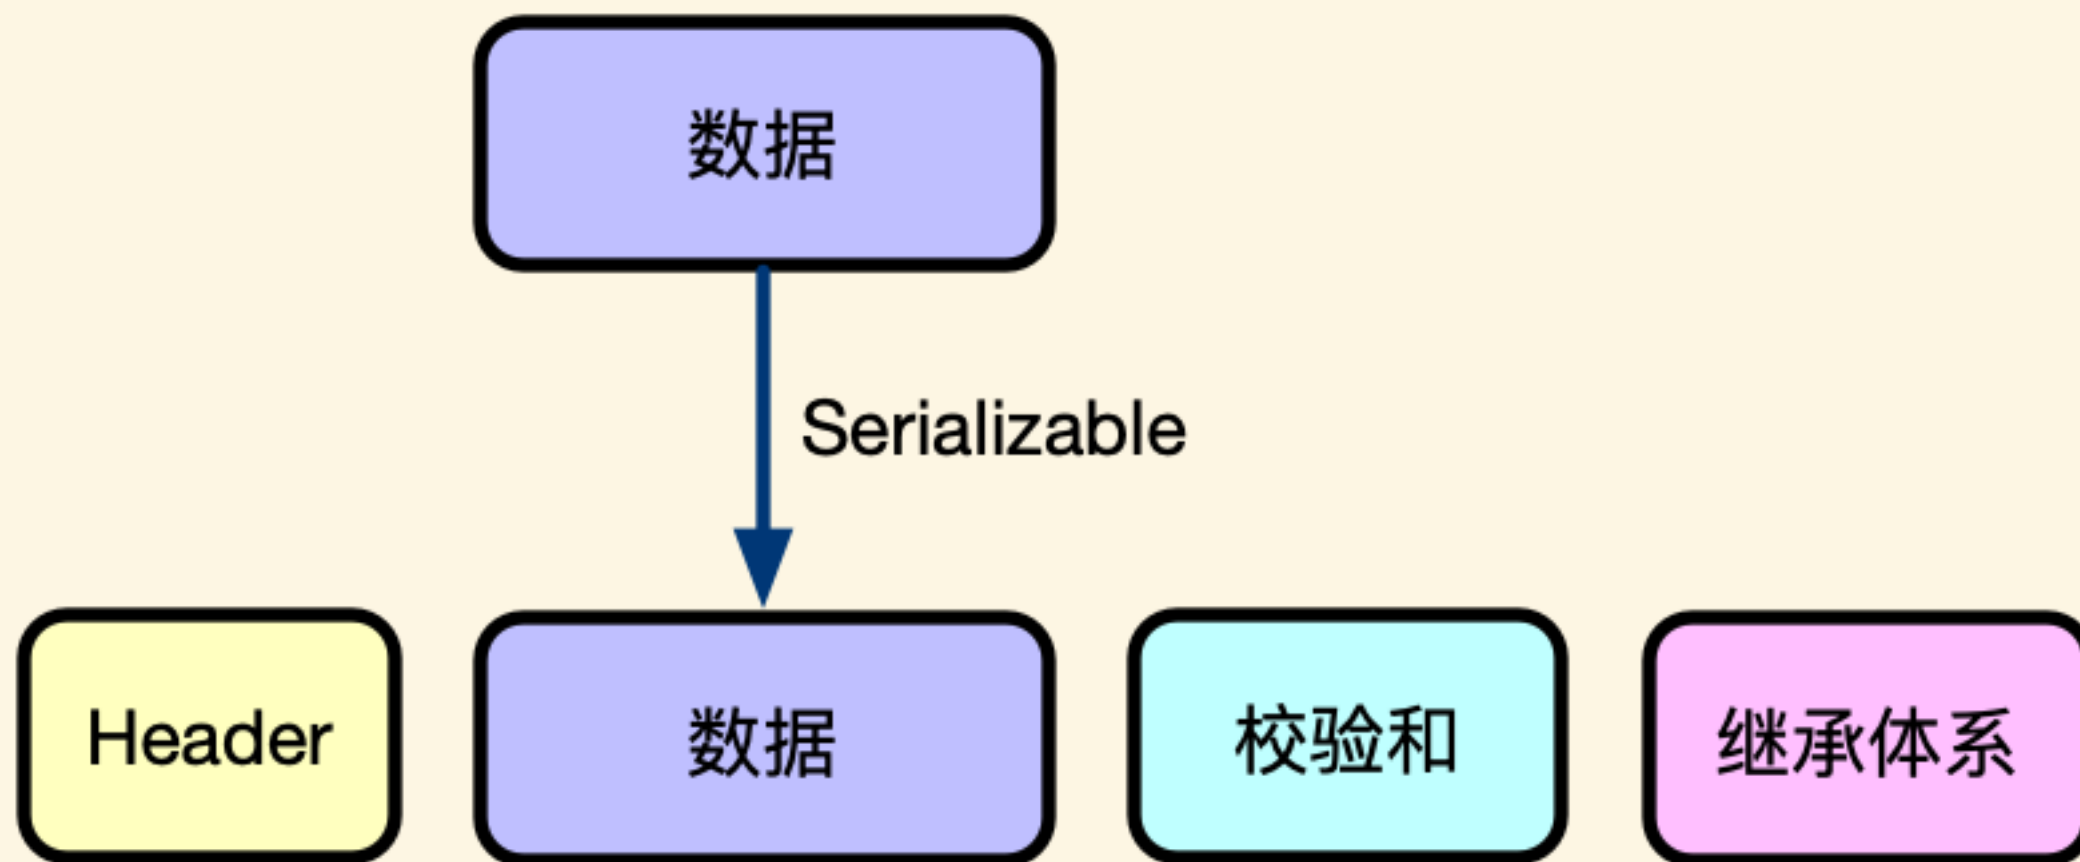 数据
Serializable
Header
数据
校验和
继承体系